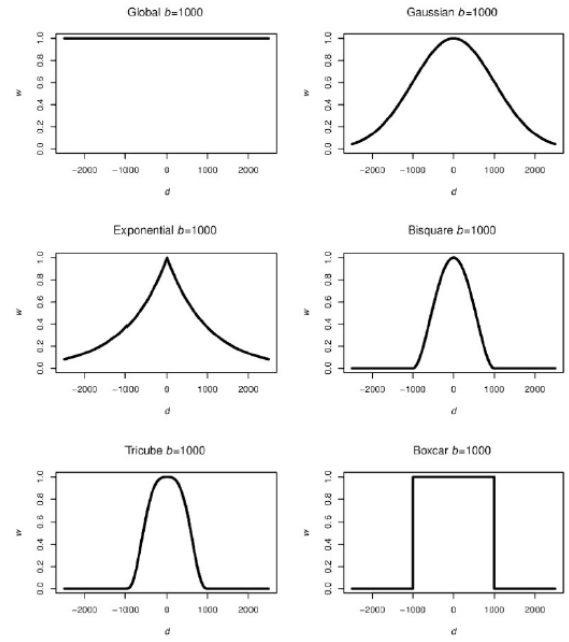 Global b=1000
w
0.0 0.2 0.4 0.6 0.8 1.0
−2000 −1000 0 1000 2000
d
Gaussian b=1000
w
0.0 0.2 0.4 0.6 0.8 1.0
−2000 −1000 0 1000 2000
d
Exponential b=1000
w
0.0 0.2 0.4 0.6 0.8 1.0
−2000 −1000 0 1000 2000
d
Bisquare b=1000
w
0.0 0.2 0.4 0.6 0.8 1.0
−2000 −1000 0 1000 2000
d
Tricube b=1000
w
0.0 0.2 0.4 0.6 0.8 1.0
−2000 −1000 0 1000 2000
d
Boxcar b=1000
w
0.0 0.2 0.4 0.6 0.8 1.0
−2000 −1000 0 1000 2000
d